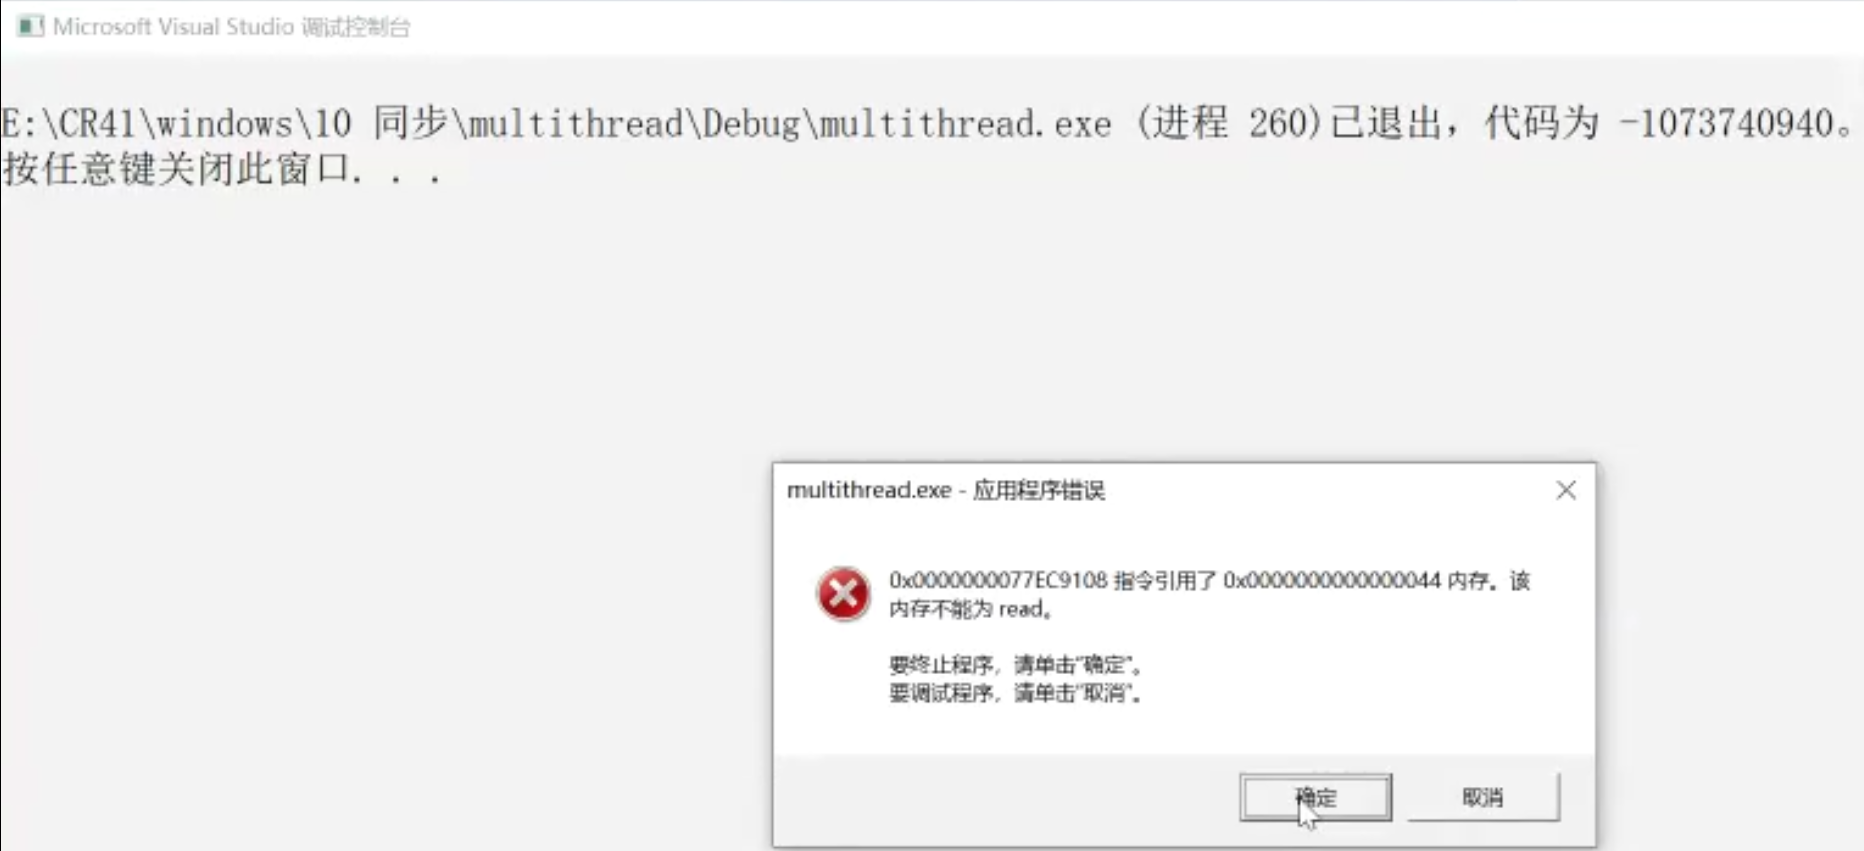 Microsoft Visual Studio 调试控制台
E:\CR41\windows\10 同步\multithread\Debug\multithread.exe (进程 260)已退出，代码为 -1073740940。
按任意键关闭此窗口. . .
multithread.exe - 应用程序错误
0x0000000077EC9108 指令引用了 0x0000000000000044 内存。该
内存不能为 read。
要终止程序，请单击“确定”。
要调试程序，请单击“取消”。
确定 取消